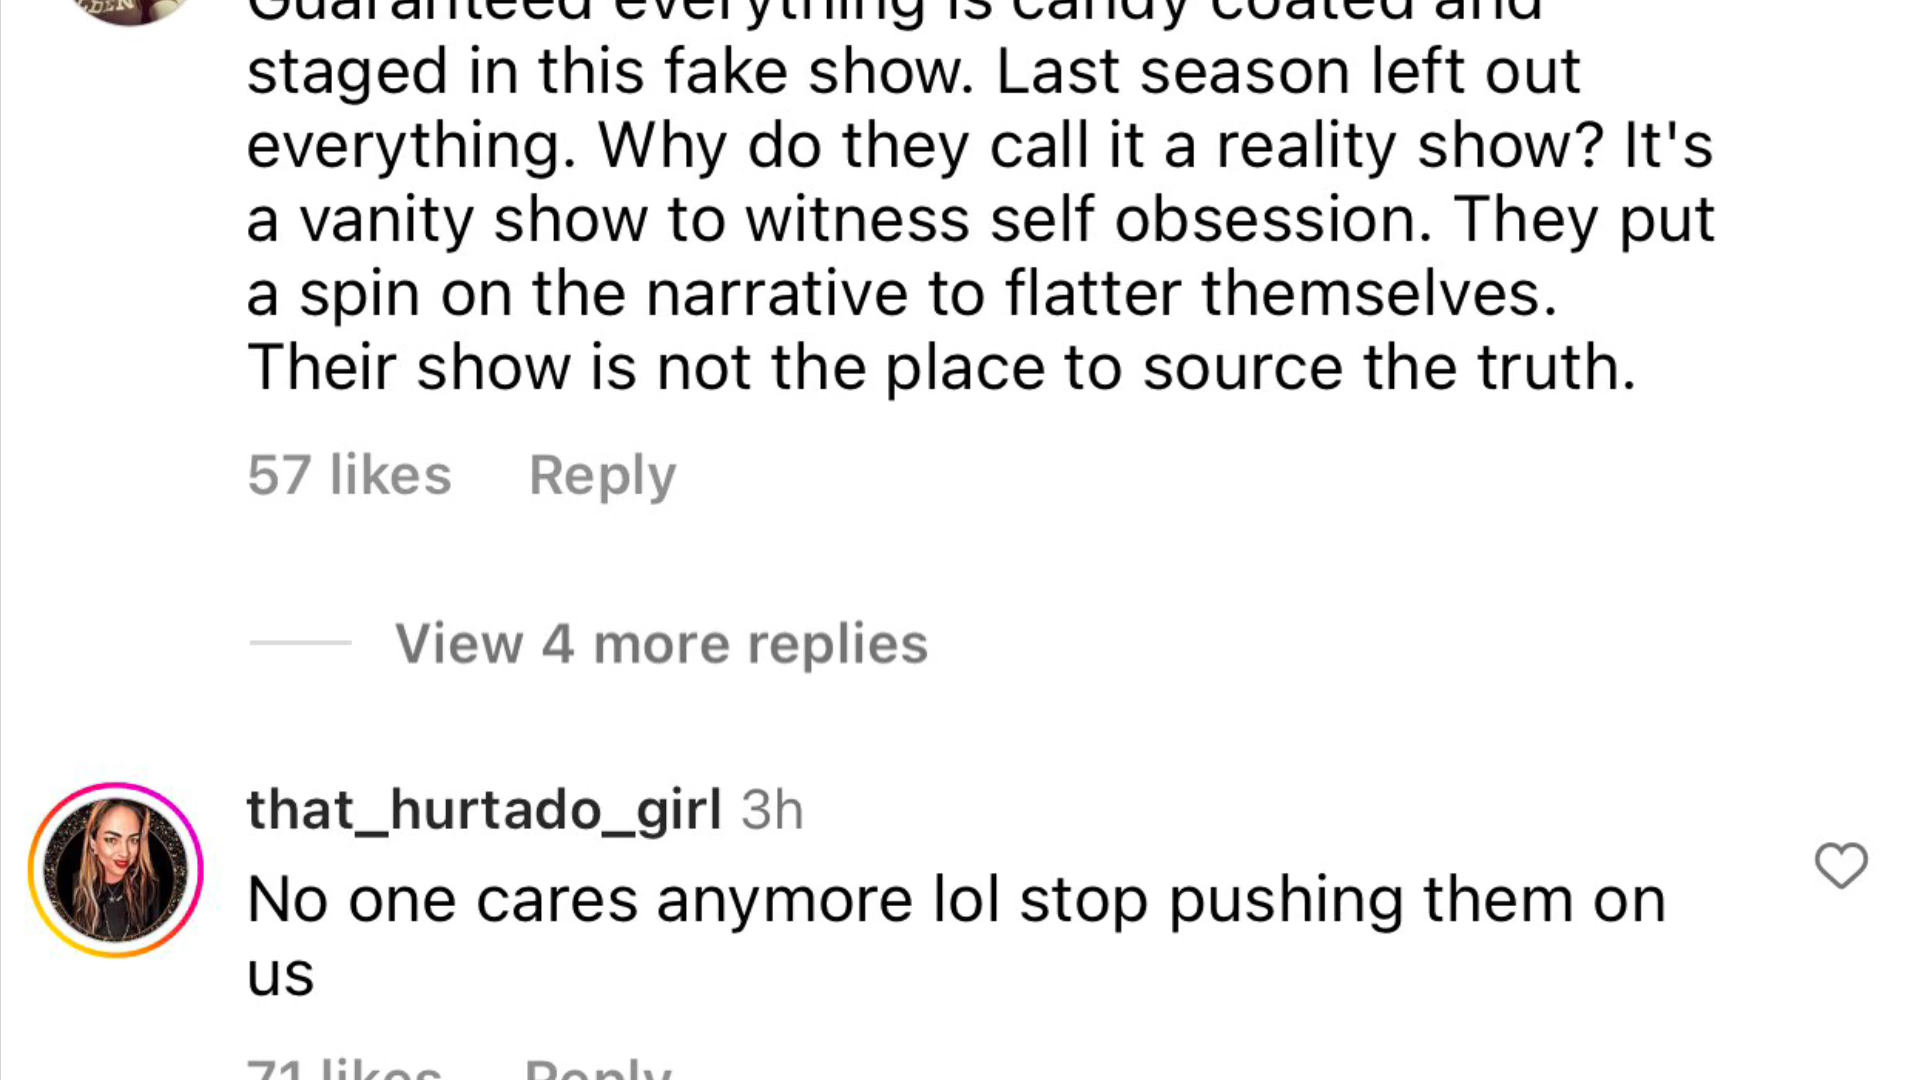 Guaranteed everything is candy coated and
staged in this fake show. Last season left out
everything. Why do they call it a reality show? It's
a vanity show to witness self obsession. They put
a spin on the narrative to flatter themselves.
Their show is not the place to source the truth.
57 likes Reply
View 4 more replies
that_hurtado_girl 3h
No one cares anymore lol stop pushing them on
us
71 likes Reply